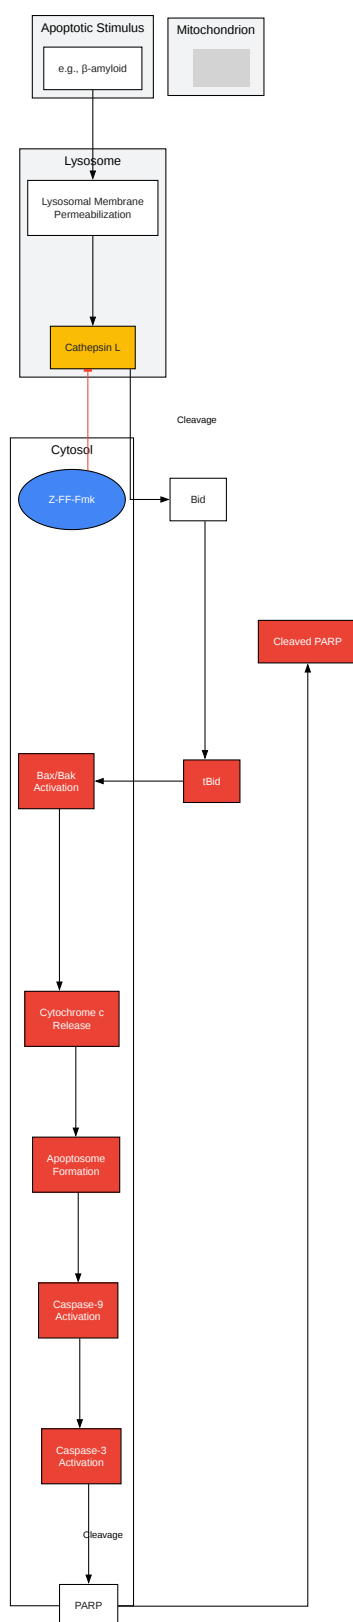 Apoptotic Stimulus
Mitochondrion
e.g., β-amyloid
Lysosome
Lysosomal Membrane
Permeabilization
Cathepsin L
Cleavage
Cytosol
Z-FF-Fmk
Bid
Cleaved PARP
Bax/Bak
Activation
tBid
Cytochrome c
Release
Apoptosome
Formation
Caspase-9
Activation
Caspase-3
Activation
Cleavage
PARP